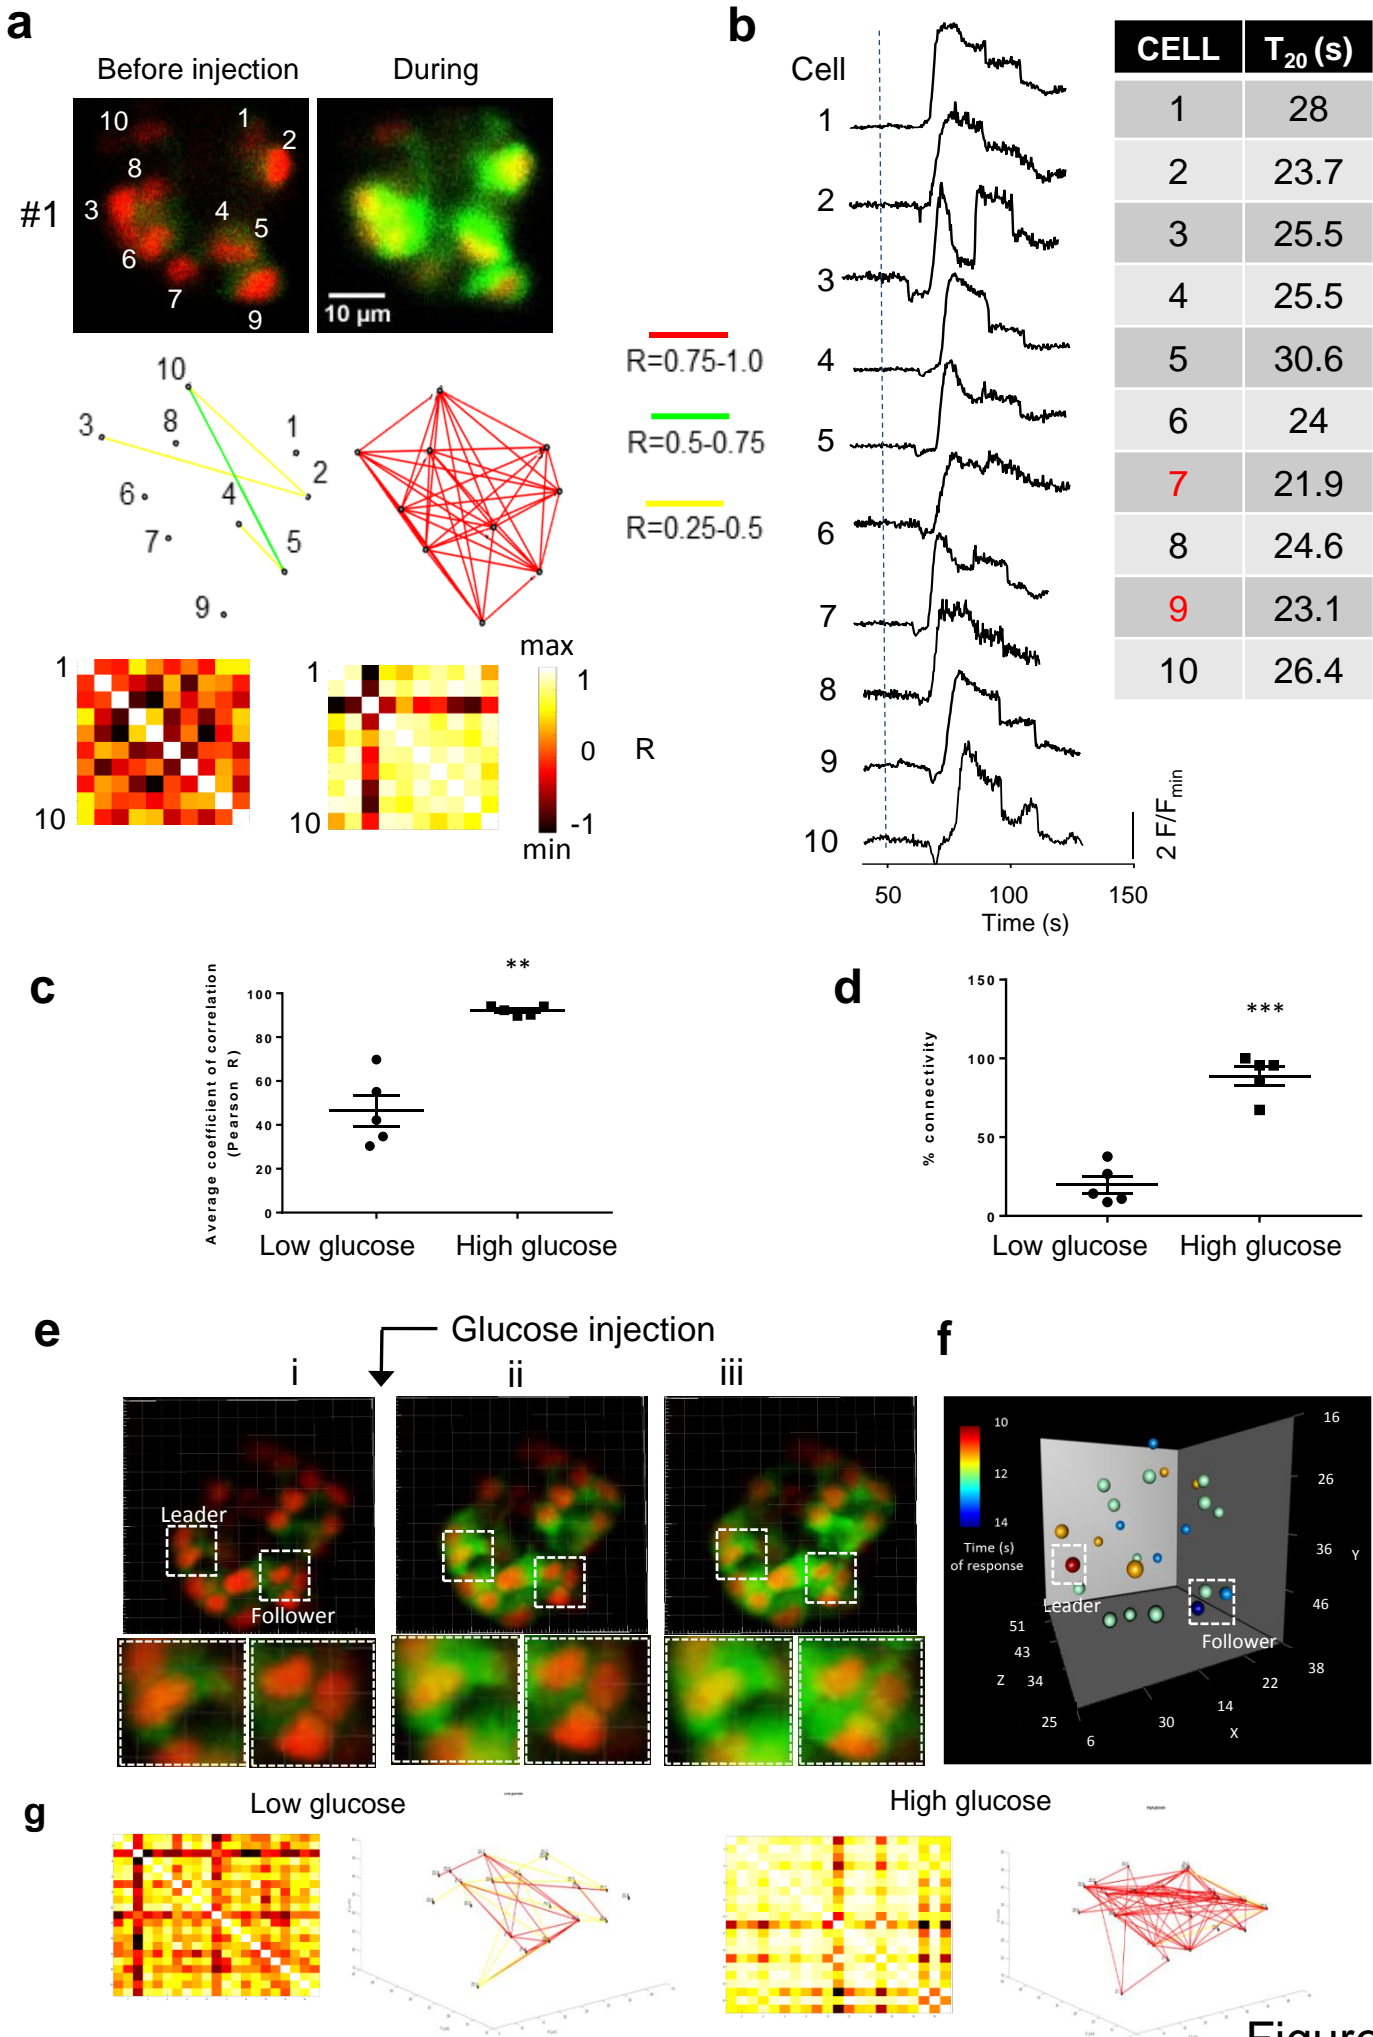 a
Before injection
During
#1
10
1
2
8
3
4
5
6
7
9
10 µm
10
8
3
1
2
6
4
7
5
9
R=0.75-1.0
R=0.5-0.75
R=0.25-0.5
1
10
1
10
max
1
0
-1
min
R
b
Cell
1
2
3
4
5
6
7
8
9
10
50
100
150
Time (s)
2 F/Fmin
CELL T20 (s)
1 28
2 23.7
3 25.5
4 25.5
5 30.6
6 24
7 21.9
8 24.6
9 23.1
10 26.4
c
Average coefficient of correlation
(Pearson R)
100
80
60
40
20
0
**
Low glucose
High glucose
d
% connectivity
150
100
50
0
***
Low glucose
High glucose
e
Glucose injection
i
ii
iii
Leader
Follower
f
10
12
14
Time (s)
of response
Leader
Follower
16
26
36
Y
46
51
43
Z
34
25
6
30
X
14
22
38
g
Low glucose
High glucose
Figure